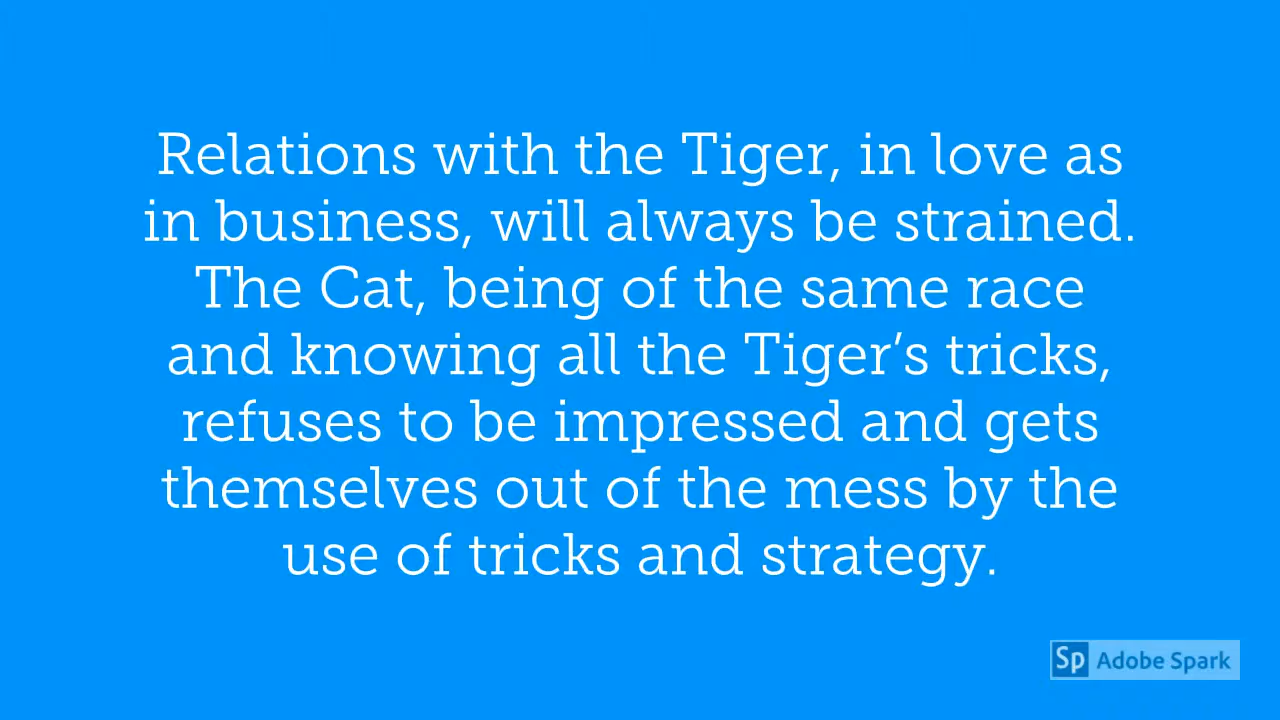 Relations with the Tiger, in love as
in business, will always be strained.
The Cat, being of the same race
and knowing all the Tiger’s tricks,
refuses to be impressed and gets
themselves out of the mess by the
use of tricks and strategy.
Sp Adobe Spark